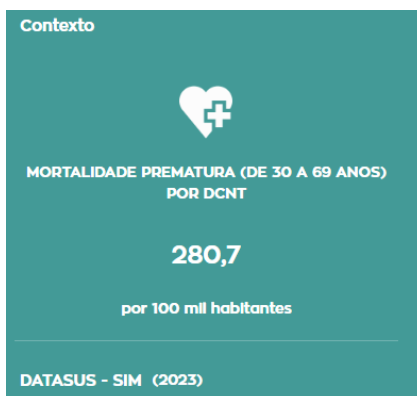 Contexto
MORTALIDADE PREMATURA (DE 30 A 69 ANOS)
POR DCNT
280,7
por 100 mil habitantes
DATASUS - SIM (2023)